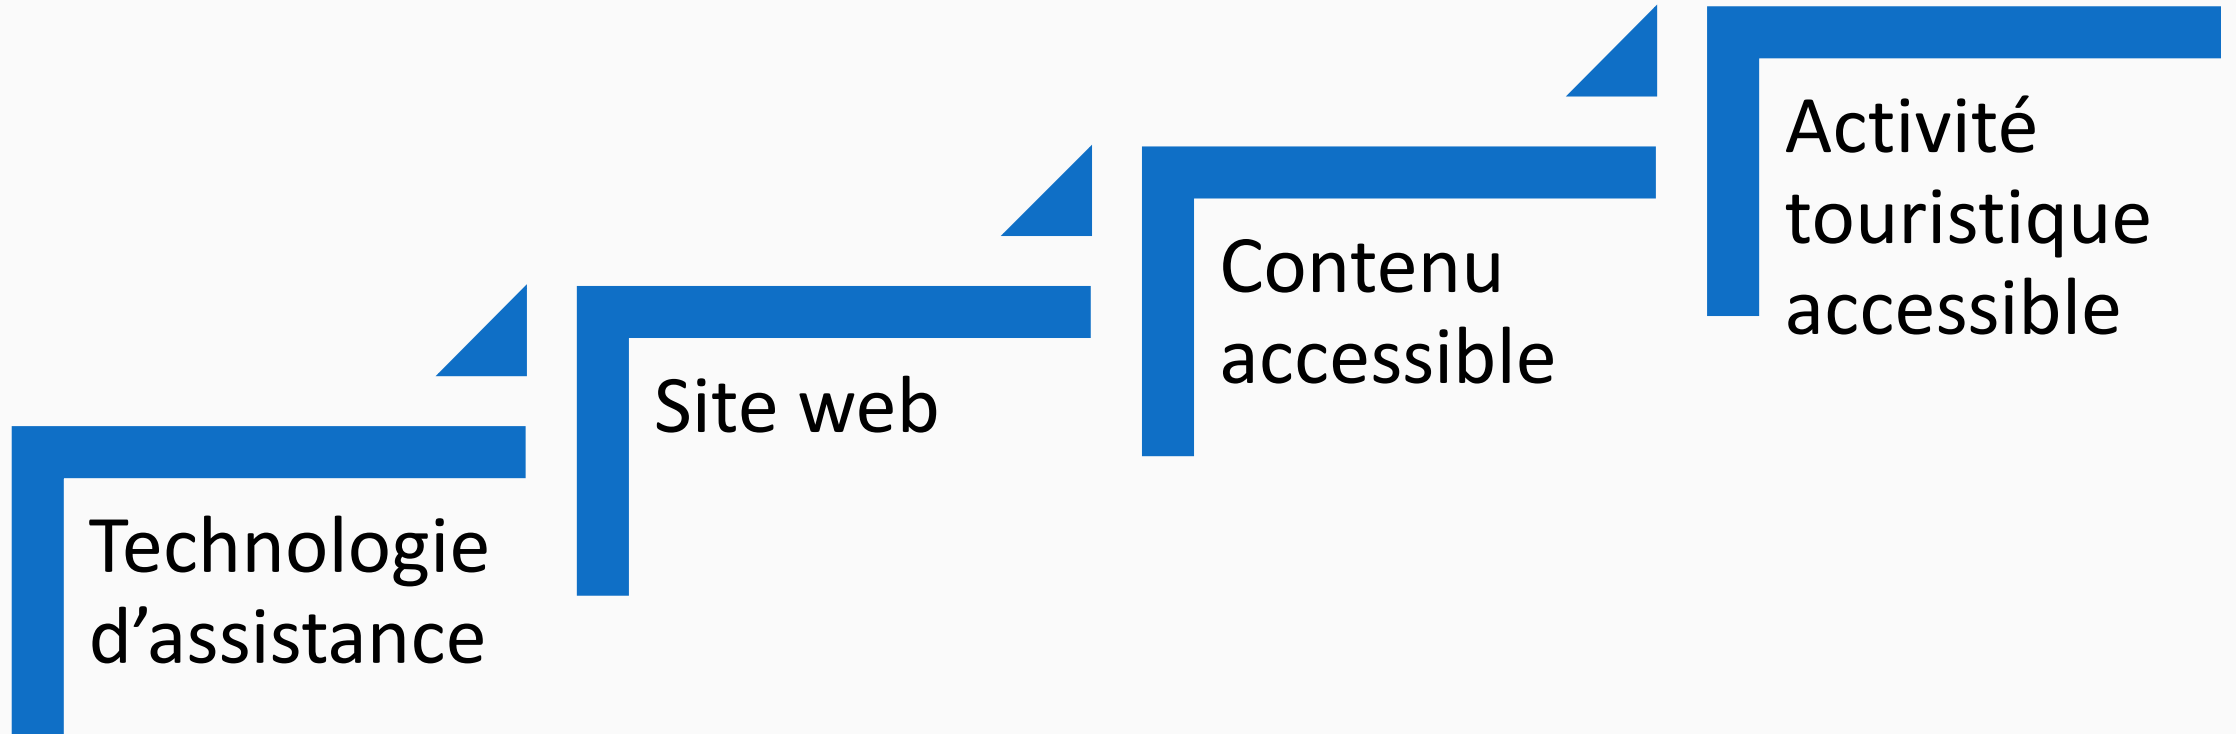 Technologie
d’assistance
Site web
Contenu
accessible
Activité
touristique
accessible